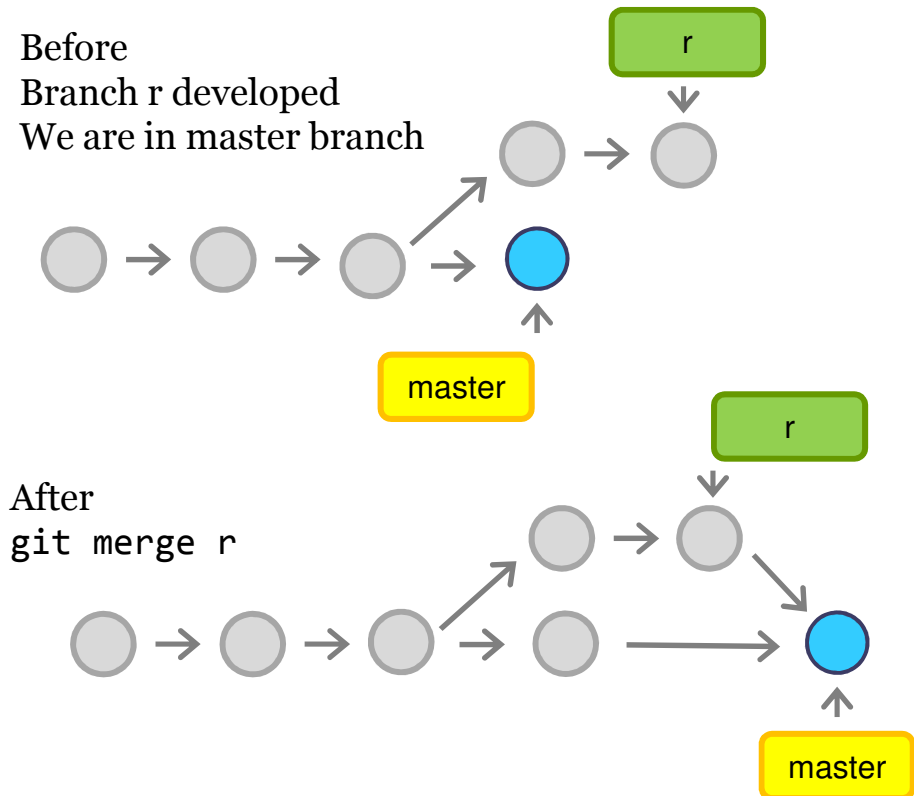 Before
Branch r developed
We are in master branch
r
master
r
After
git merge r
master